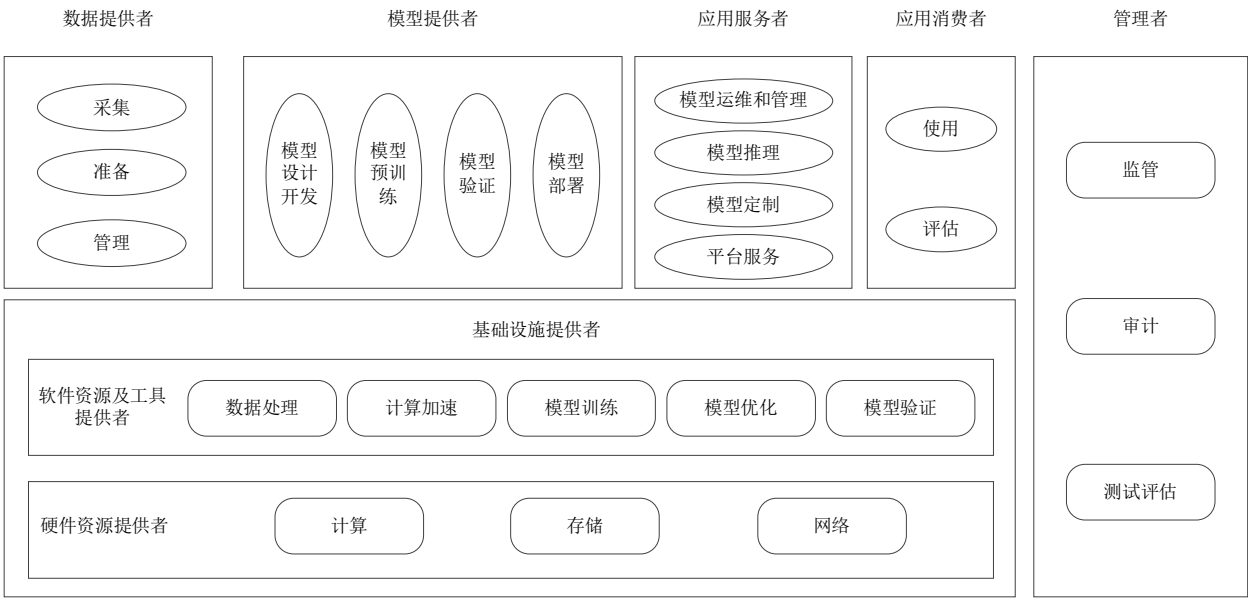 数据提供者
模型提供者
应用服务者
应用消费者
管理者
采集
准备
管理
模型
设计
开发
模型
预训
练
模型
验证
模型
部署
模型运维和管理
模型推理
模型定制
平台服务
使用
评估
监管
审计
测试评估
基础设施提供者
软件资源及工具
提供者
数据处理
计算加速
模型训练
模型优化
模型验证
硬件资源提供者
计算
存储
网络